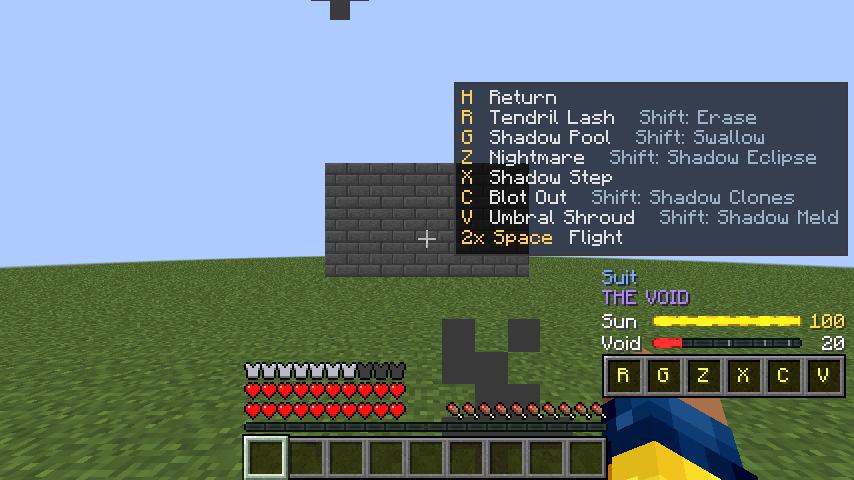 H Return
R Tendril Lash Shift: Erase
G Shadow Pool Shift: Swallow
Z Nightmare Shift: Shadow Eclipse
X Shadow Step
C Blot Out Shift: Shadow Clones
V Umbral Shroud Shift: Shadow Meld
2x Space Flight
Suit
THE VOID
Sun 100
Void 20
R G Z X C V